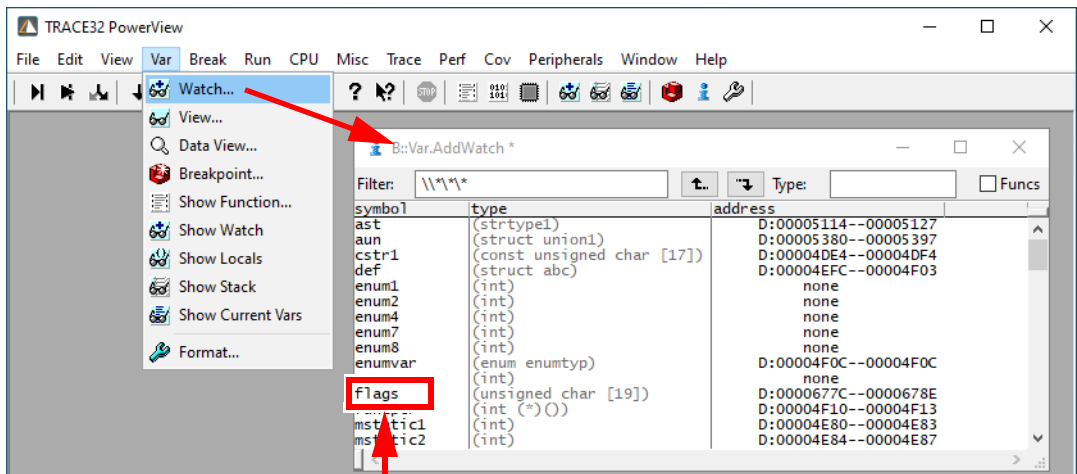 TRACE32 PowerView
File Edit View Var Break Run CPU Misc Trace Perf Cov Peripherals Window Help
STOP
010 101
Watch...
View...
Data View...
Breakpoint...
Show Function...
Show Watch
Show Locals
Show Stack
Show Current Vars
Format...
B::Var.AddWatch *
Filter: \\*\*\* Type: Funcs
symbol type address
ast (strtype1) D:00005114--00005127
aun (struct union1) D:00005380--00005397
cstr1 (const unsigned char [17]) D:00004DE4--00004DF4
def (struct abc) D:00004EFC--00004F03
enum1 (int) none
enum2 (int) none
enum4 (int) none
enum7 (int) none
enum8 (int) none
enumvar (enum enumtyp) D:00004F0C--00004F0C
(int) none
flags (unsigned char [19]) D:0000677C--0000678E
(int (*)()) D:00004F10--00004F13
mstatic1 (int) D:00004E80--00004E83
mstatic2 (int) D:00004E84--00004E87